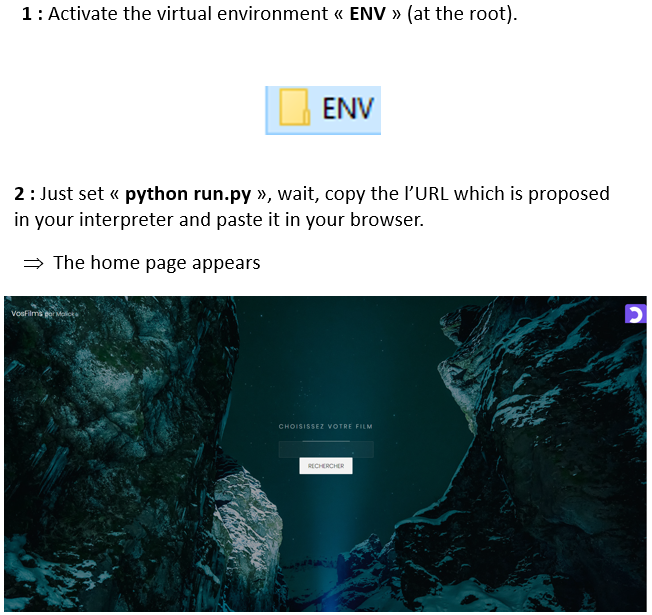 1 : Activate the virtual environment « ENV » (at the root).
ENV
2 : Just set « python run.py », wait, copy the l’URL which is proposed
in your interpreter and paste it in your browser.
⇒ The home page appears
VosFilms par
CHOISISSEZ VOTRE FILM
RECHERCHER